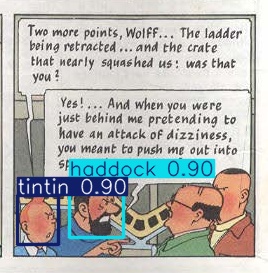 Two more points, Wolff... The ladder
being retracted... and the crate
that nearly squashed us: was that
you?
Yes!... And when you were
just behind me pretending to
have an attack of dizziness,
you meant to push me out into
haddock 0.90
tintin 0.90